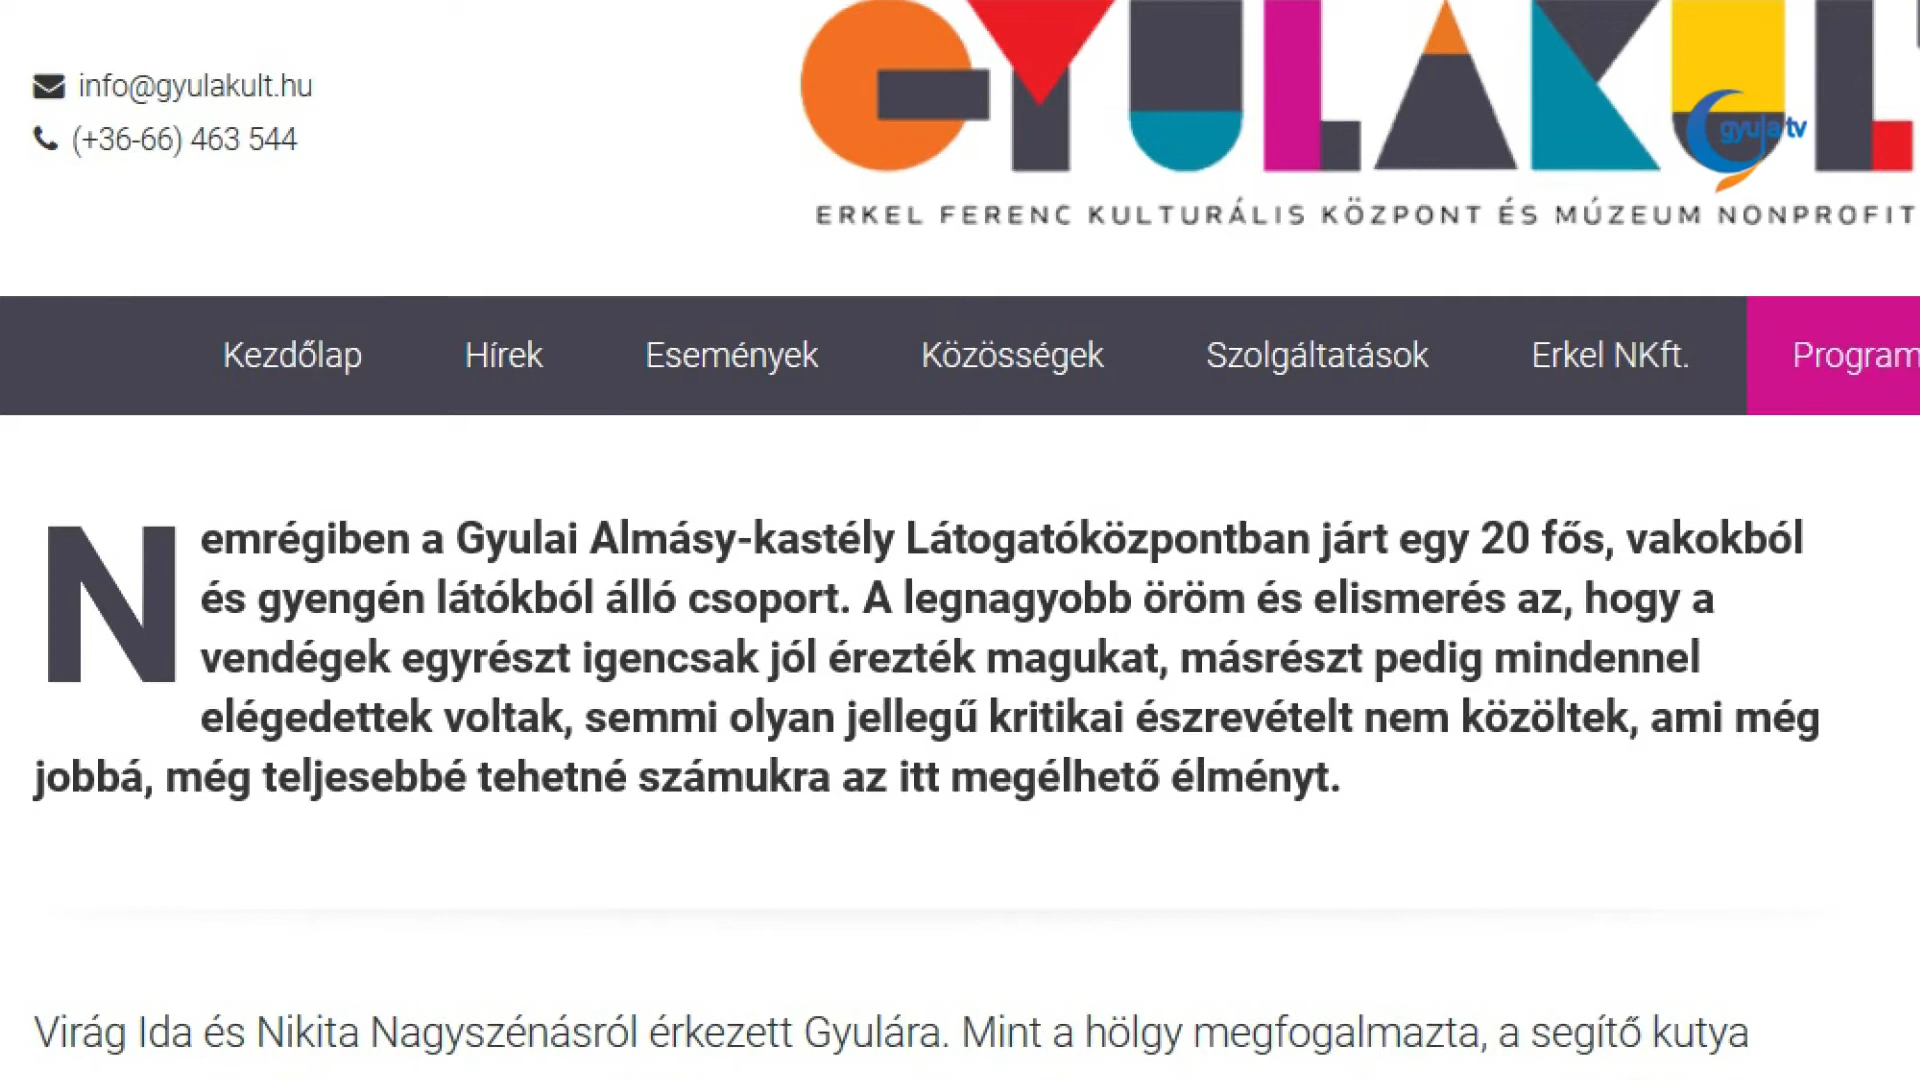 info@gyulakult.hu
(+36-66) 463 544
GYULAKUL
gyula tv
ERKEL FERENC KULTURÁLIS KÖZPONT ÉS MÚZEUM NONPROFIT
Kezdőlap Hírek Események Közösségek Szolgáltatások Erkel NKft. Program
Nemrégiben a Gyulai Almásy-kastély Látogatóközpontban járt egy 20 fős, vakokból
és gyengén látókból álló csoport. A legnagyobb öröm és elismerés az, hogy a
vendégek egyrészt igencsak jól érezték magukat, másrészt pedig mindennel
elégedettek voltak, semmi olyan jellegű kritikai észrevételt nem közöltek, ami még
jobbá, még teljesebbé tehetné számukra az itt megélhető élményt.
Virág Ida és Nikita Nagyszénásról érkezett Gyulára. Mint a hölgy megfogalmazta, a segítő kutya